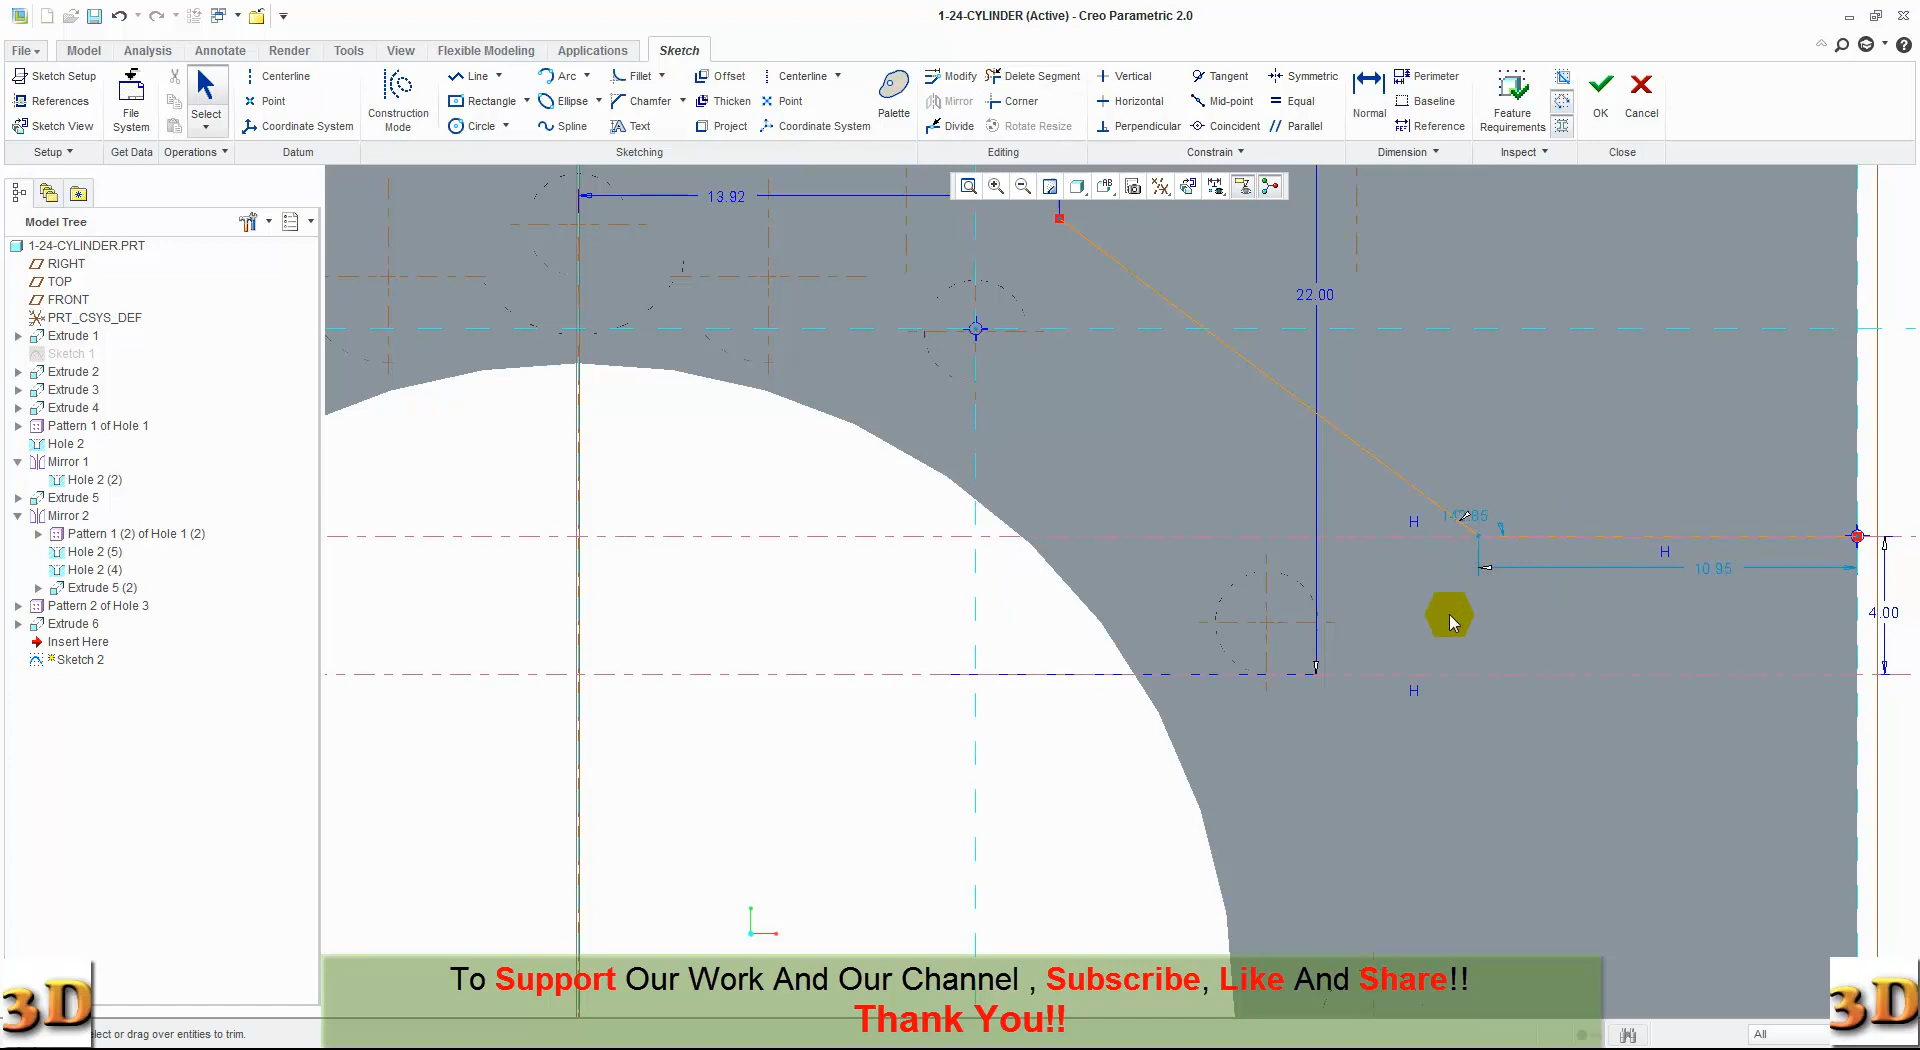 1-24-CYLINDER (Active) - Creo Parametric 2.0
File Model Analysis Annotate Render Tools View Flexible Modeling Applications Sketch
Sketch Setup Centerline Line Arc Fillet Offset Centerline Modify Delete Segment Vertical Tangent Symmetric Perimeter
References Point Rectangle Ellipse Chamfer Thicken Point Mirror Corner Horizontal Mid-point Equal Baseline
Sketch View File System Select Coordinate System Construction Mode Circle Spline Text Project Coordinate System Palette Divide Rotate Resize Perpendicular Coincident Parallel Normal Reference Feature Requirements OK Cancel
Setup Get Data Operations Datum Sketching Editing Constrain Dimension Inspect Close
Model Tree
1-24-CYLINDER.PRT
RIGHT
TOP
FRONT
PRT_CSYS_DEF
Extrude 1
Sketch 1
Extrude 2
Extrude 3
Extrude 4
Pattern 1 of Hole 1
Hole 2
Mirror 1
Hole 2 (2)
Extrude 5
Mirror 2
Pattern 1 (2) of Hole 1 (2)
Hole 2 (5)
Hole 2 (4)
Extrude 5 (2)
Pattern 2 of Hole 3
Extrude 6
Insert Here
Sketch 2
13.92
22.00
H
H
10.95
4.00
H
To Support Our Work And Our Channel , Subscribe, Like And Share!!
Thank You!!
3D
3D
elect or drag over entities to trim.
All